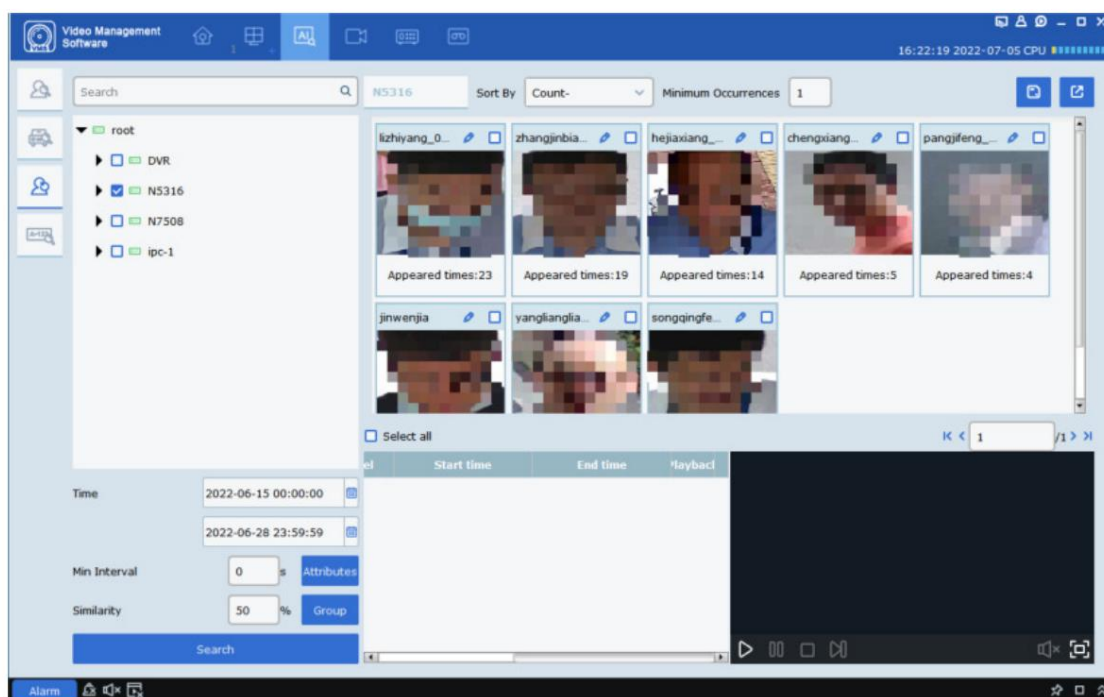 Video Management
Software
1
16:22:19 2022-07-05 CPU
Search
N5316
Sort By
Count-
Minimum Occurrences
1
root
DVR
N5316
N7508
ipc-1
lizhiyang_0...
zhangjinbia...
hejiaxiang_...
chengxiang...
pangjifeng_...
Appeared times:23
Appeared times:19
Appeared times:14
Appeared times:5
Appeared times:4
jinwenjia
yanglianglia...
songqingfe...
Select all
1
/1
el
Start time
End time
Playback
Time
2022-06-15 00:00:00
2022-06-28 23:59:59
Min Interval
0
s
Attributes
Similarity
50
%
Group
Search
Alarm